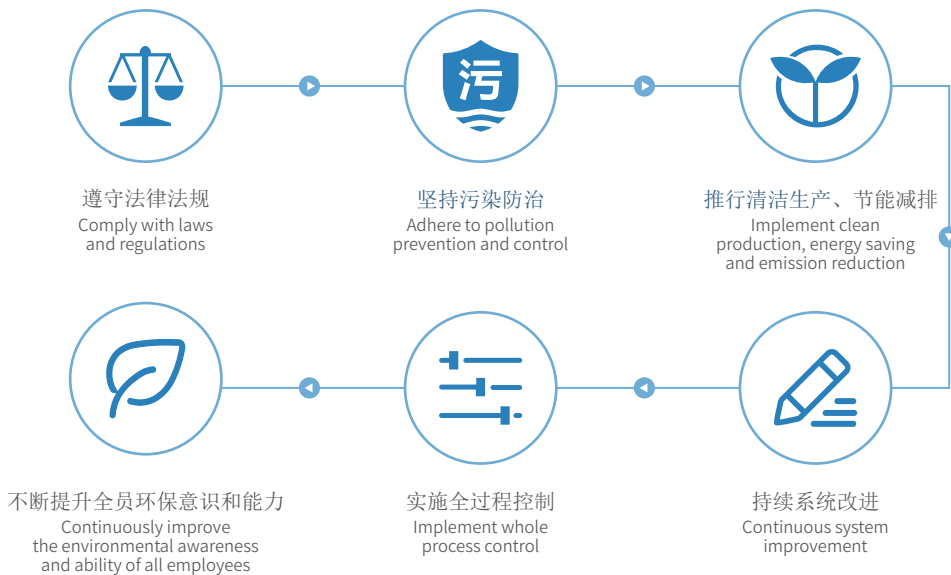 污
遵守法律法规
Comply with laws
and regulations
坚持污染防治
Adhere to pollution
prevention and control
推行清洁生产、节能减排
Implement clean
production, energy saving
and emission reduction
不断提升全员环保意识和能力
Continuously improve
the environmental awareness
and ability of all employees
实施全过程控制
Implement whole
process control
持续系统改进
Continuous system
improvement